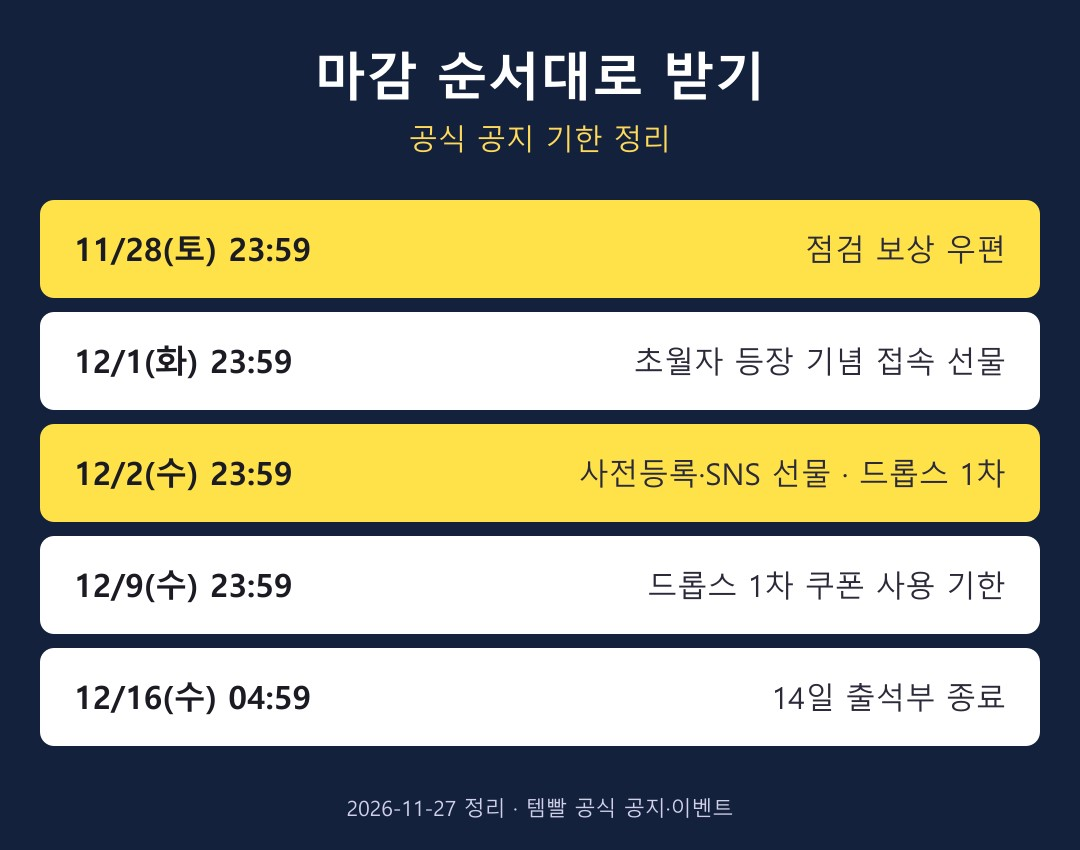 마감 순서대로 받기
공식 공지 기한 정리
11/28(토) 23:59 점검 보상 우편
12/1(화) 23:59 초월자 등장 기념 접속 선물
12/2(수) 23:59 사전등록·SNS 선물 · 드롭스 1차
12/9(수) 23:59 드롭스 1차 쿠폰 사용 기한
12/16(수) 04:59 14일 출석부 종료
2026-11-27 정리 · 템빨 공식 공지·이벤트